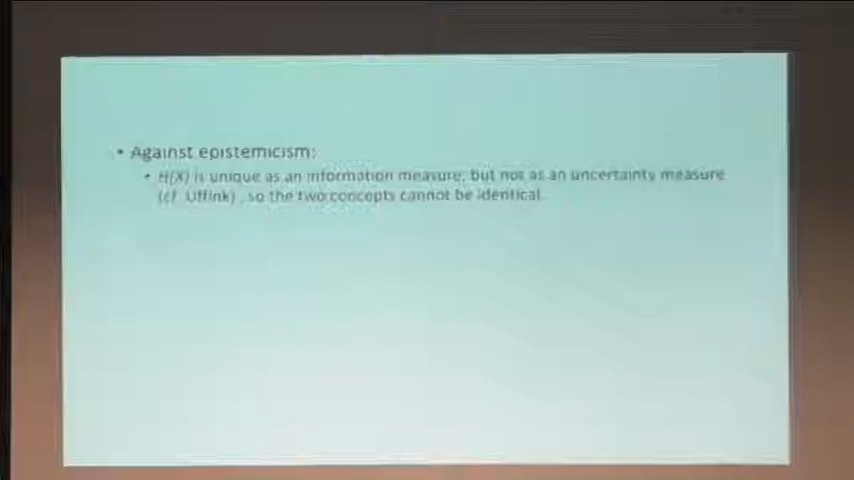 • Against epistemicism:
• H(X) is unique as an information measure, but not as an uncertainty measure
(cf. Uffink) , so the two concepts cannot be identical.